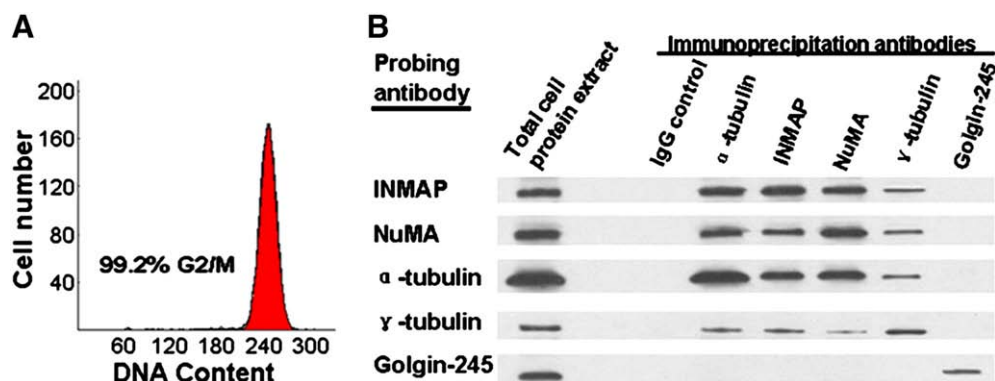 A
200
160
120
80
40
Cell number
99.2% G2/M
60 120 180 240 300
DNA Content
B
Probing
antibody
Total cell
protein extract
Immunoprecipitation antibodies
IgG control
α-tubulin
INMAP
NuMA
γ-tubulin
Golgin-245
INMAP
NuMA
α-tubulin
γ-tubulin
Golgin-245